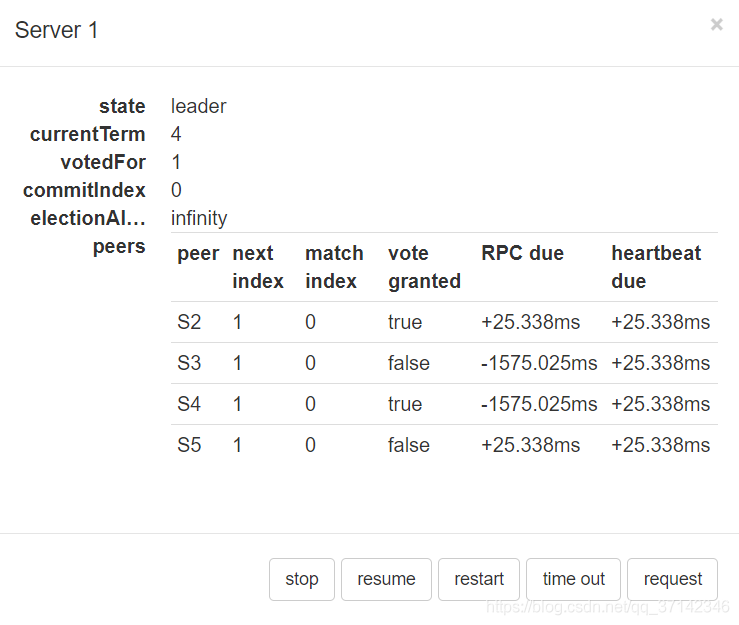 Server 1
×
state leader
currentTerm 4
votedFor 1
commitIndex 0
electionAl… infinity
peers
peer next index match index vote granted RPC due heartbeat due
S2 1 0 true +25.338ms +25.338ms
S3 1 0 false -1575.025ms +25.338ms
S4 1 0 true -1575.025ms +25.338ms
S5 1 0 false +25.338ms +25.338ms
stop resume restart time out request
https://blog.csdn.net/qq_37142346